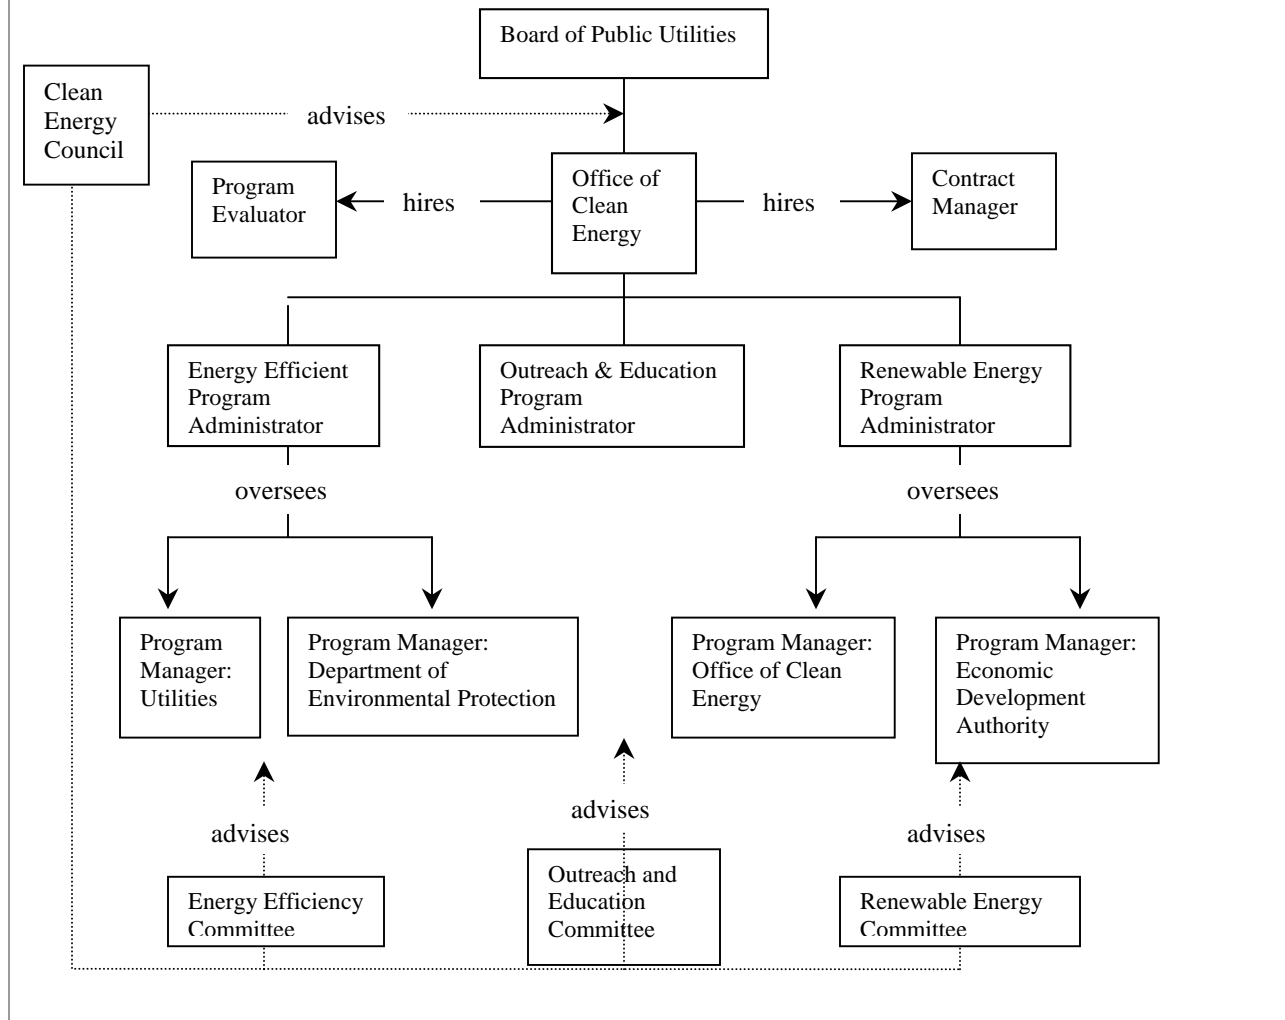 Board of Public Utilities
Clean
Energy
Council
advises
Program
Evaluator
hires
Office of
Clean
Energy
hires
Contract
Manager
Energy Efficient
Program
Administrator
Outreach & Education
Program
Administrator
Renewable Energy
Program
Administrator
oversees
oversees
Program
Manager:
Utilities
Program Manager:
Department of
Environmental Protection
Program Manager:
Office of Clean
Energy
Program Manager:
Economic
Development
Authority
advises
advises
advises
Energy Efficiency
Committee
Outreach and
Education
Committee
Renewable Energy
Committee